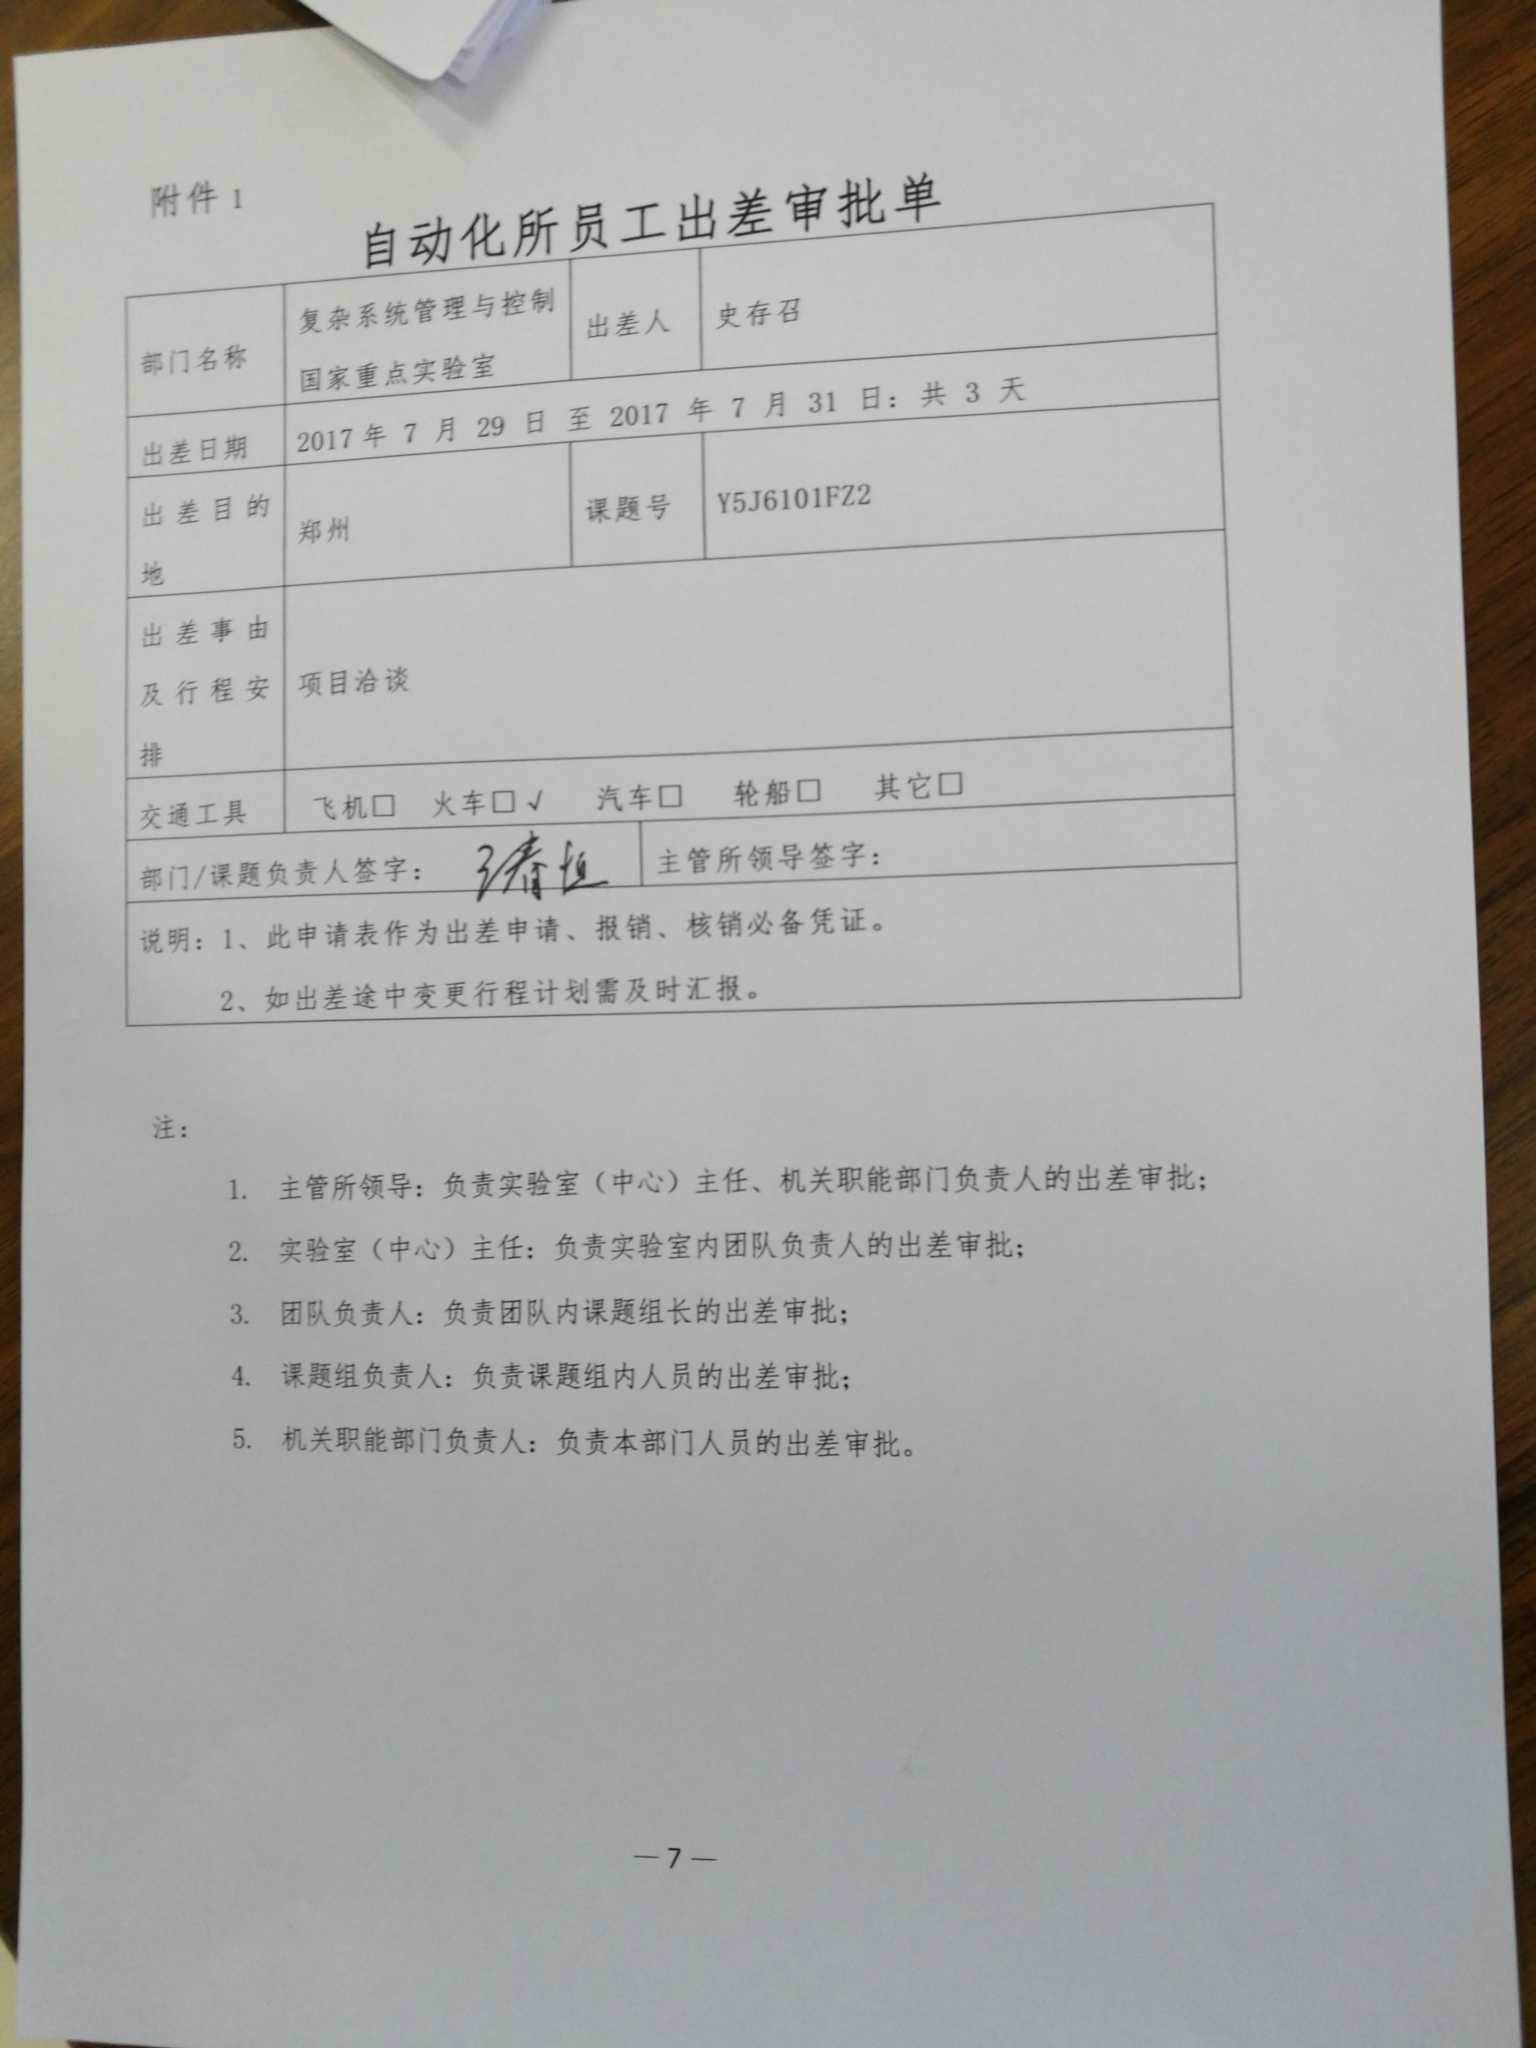 附件 1
自动化所员工出差审批单
部门名称
复杂系统管理与控制
国家重点实验室
出差人
史存召
出差日期
2017年 7 月 29 日 至 2017 年 7 月 31 日：共 3 天
出差目的
地
郑州
课题号
Y5J6101FZ2
出差事由
及行程安
排
项目洽谈
交通工具
飞机□ 火车□√ 汽车□ 轮船□ 其它□
部门/课题负责人签字：
主管所领导签字：
说明：1、此申请表作为出差申请、报销、核销必备凭证。
2、如出差途中变更行程计划需及时汇报。
注：
1. 主管所领导：负责实验室（中心）主任、机关职能部门负责人的出差审批；
2. 实验室（中心）主任：负责实验室内团队负责人的出差审批；
3. 团队负责人：负责团队内课题组长的出差审批；
4. 课题组负责人：负责课题组内人员的出差审批；
5. 机关职能部门负责人：负责本部门人员的出差审批。
—7—